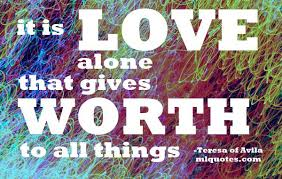 it is LOVE
alone
that gives
WORTH
to all things
-Teresa of Avila
mlquotes.com